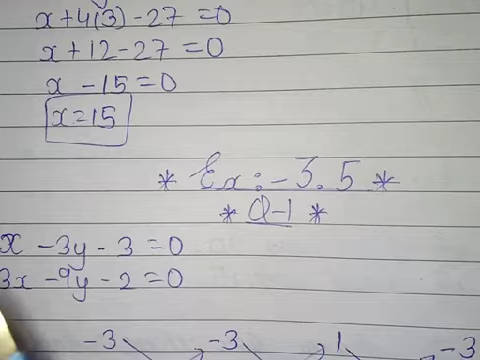 x + 4(3) - 27 = 0
x + 12 - 27 = 0
x - 15 = 0
x = 15
* Ex:- 3.5 *
* Q-1 *
x - 3y - 3 = 0
3x - 9y - 2 = 0
-3 -3 1 -3